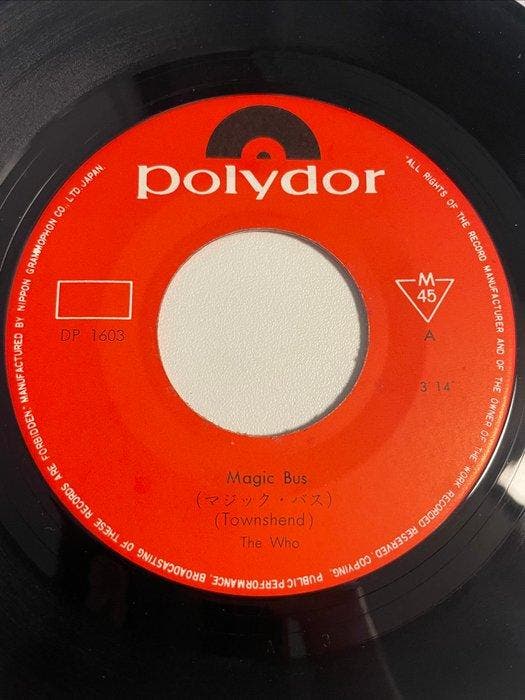 polydor
"ALL RIGHTS OF THE RECORD MANUFACTURER AND OF THE OWNER OF THE WORK RECORDED RESERVED. COPYING, PUBLIC PERFORMANCE, BROADCASTING OF THESE RECORDS ARE FORBIDDEN" MANUFACTURED BY NIPPON GRAMMOPHON CO., LTD. JAPAN
M
45
DP 1603
A
3 14
Magic Bus
(マジック・バス)
(Townshend)
The Who